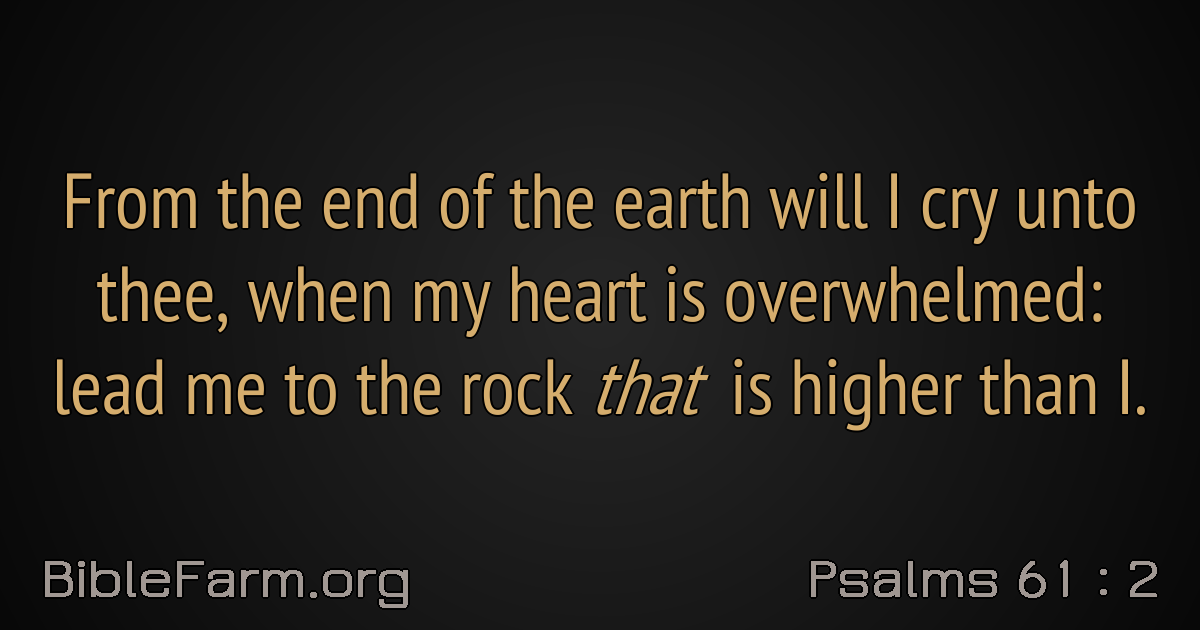 From the end of the earth will I cry unto
thee, when my heart is overwhelmed:
lead me to the rock that is higher than I.
BibleFarm.org
Psalms 61 : 2